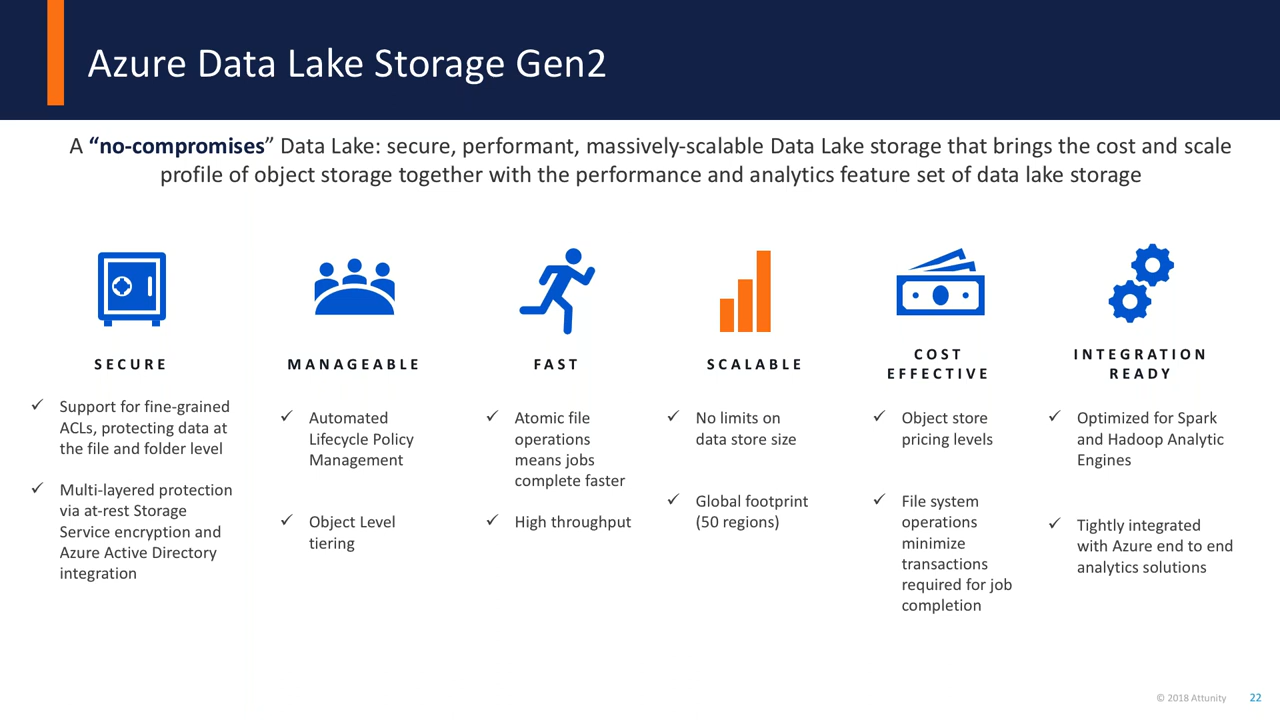 Azure Data Lake Storage Gen2
A “no-compromises” Data Lake: secure, performant, massively-scalable Data Lake storage that brings the cost and scale
profile of object storage together with the performance and analytics feature set of data lake storage
SECURE
✓ Support for fine-grained
ACLs, protecting data at
the file and folder level
✓ Multi-layered protection
via at-rest Storage
Service encryption and
Azure Active Directory
integration
MANAGEABLE
✓ Automated
Lifecycle Policy
Management
✓ Object Level
tiering
FAST
✓ Atomic file
operations
means jobs
complete faster
✓ High throughput
SCALABLE
✓ No limits on
data store size
✓ Global footprint
(50 regions)
COST
EFFECTIVE
✓ Object store
pricing levels
✓ File system
operations
minimize
transactions
required for job
completion
INTEGRATION
READY
✓ Optimized for Spark
and Hadoop Analytic
Engines
✓ Tightly integrated
with Azure end to end
analytics solutions
© 2018 Attunity 22